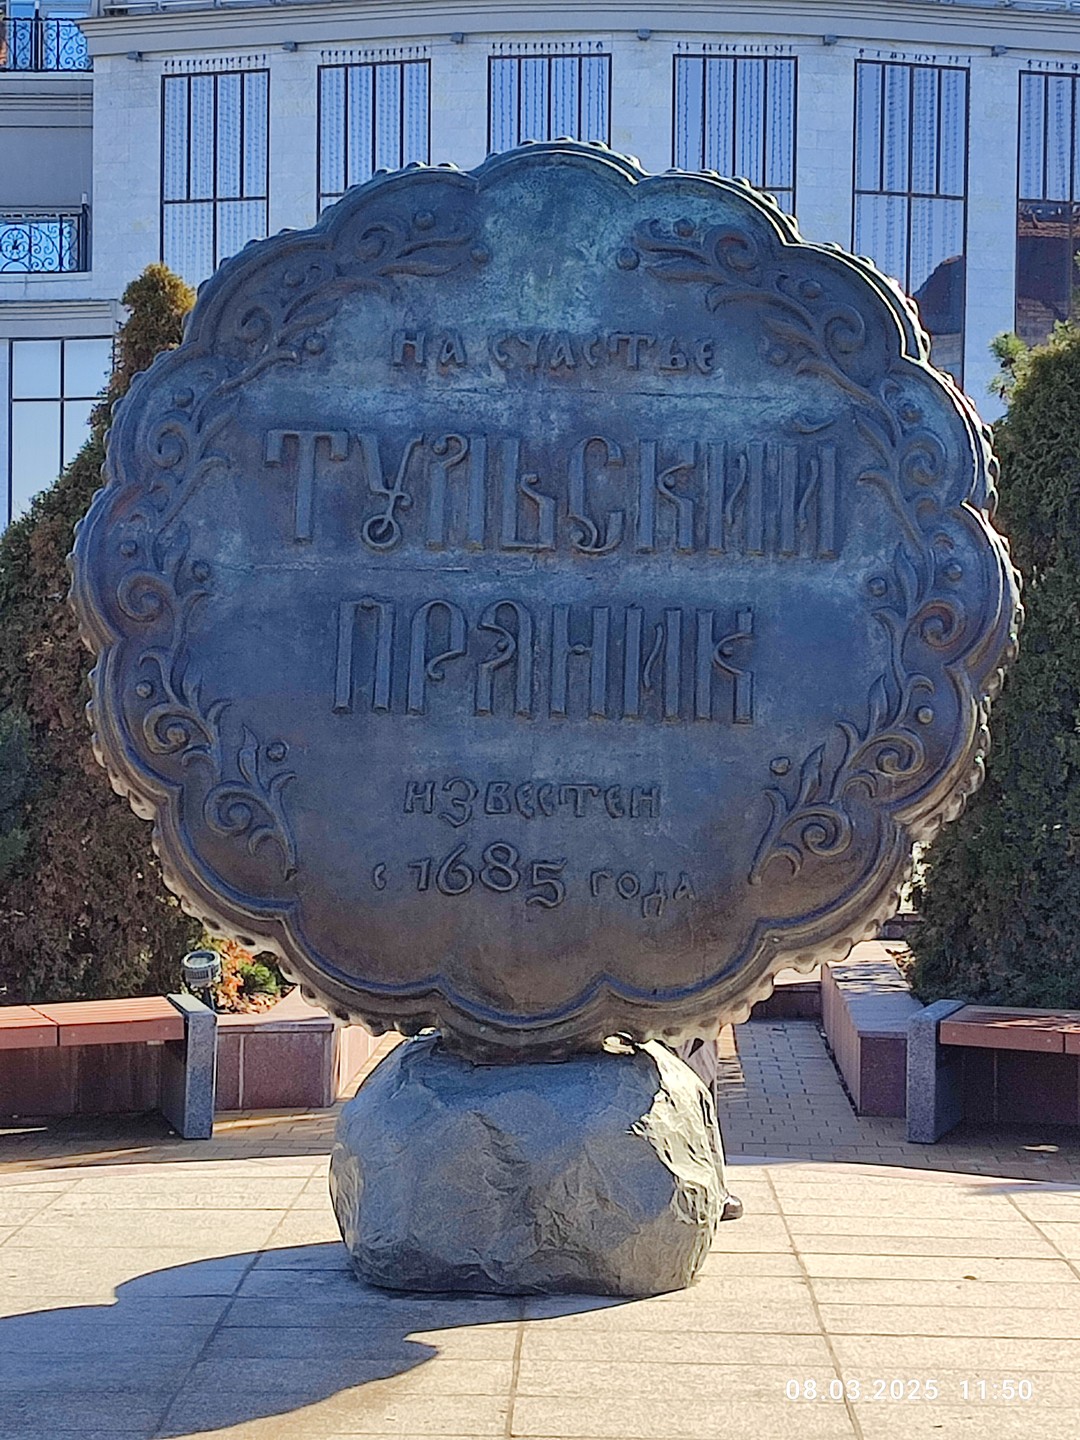 НА СЧАСТЬЕ
ТУЛЬСКИЙ
ПРЯНИК
ИЗВЕСТЕН
С 1685 ГОДА
08.03.2025 11:50